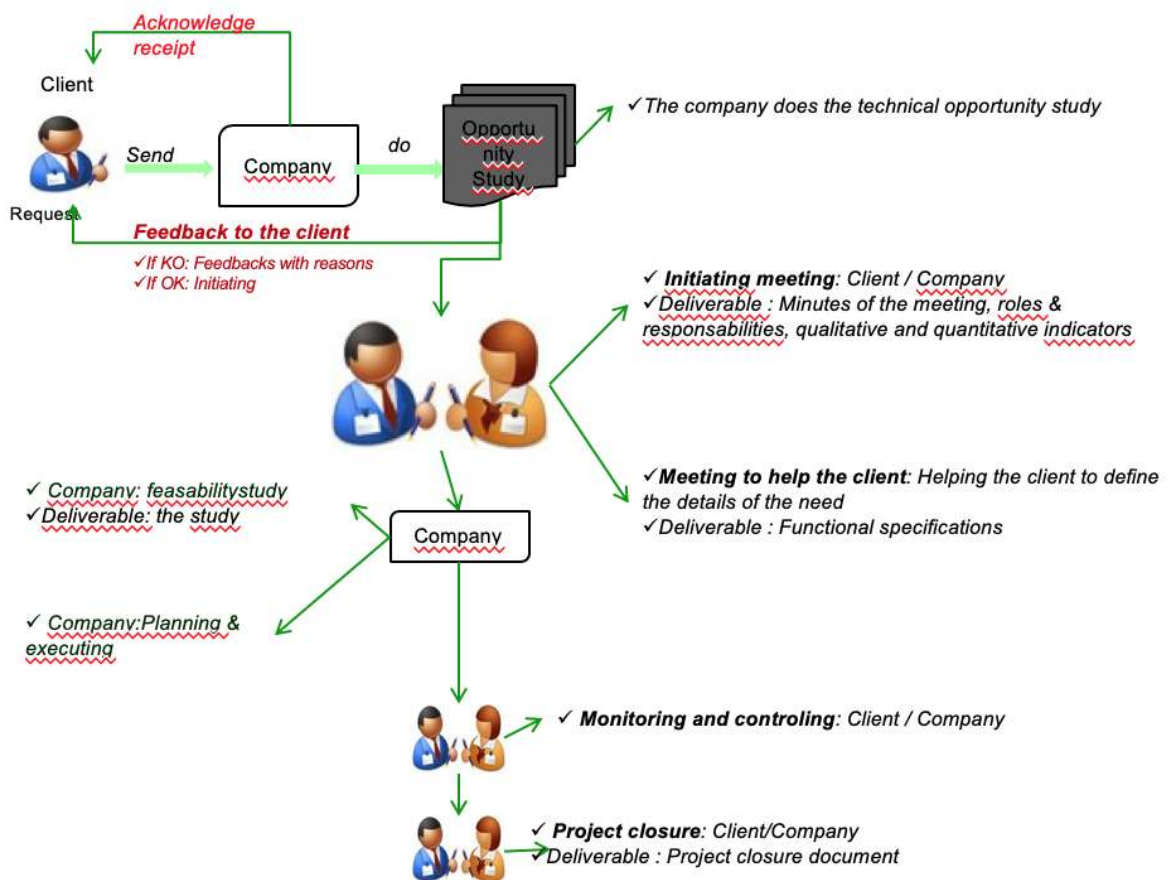 Acknowledge
receipt
Client
Send
Company
do
Opportu
nity
Study
✓The company does the technical opportunity study
Request
Feedback to the client
✓If KO: Feedbacks with reasons
✓If OK: Initiating
✓ Initiating meeting: Client / Company
✓Deliverable : Minutes of the meeting, roles &
responsabilities, qualitative and quantitative indicators
✓Meeting to help the client: Helping the client to define
the details of the need
✓Deliverable : Functional specifications
✓ Company: feasabilitystudy
✓Deliverable: the study
Company
✓ Company:Planning &
executing
✓ Monitoring and controling: Client / Company
✓ Project closure: Client/Company
✓Deliverable : Project closure document